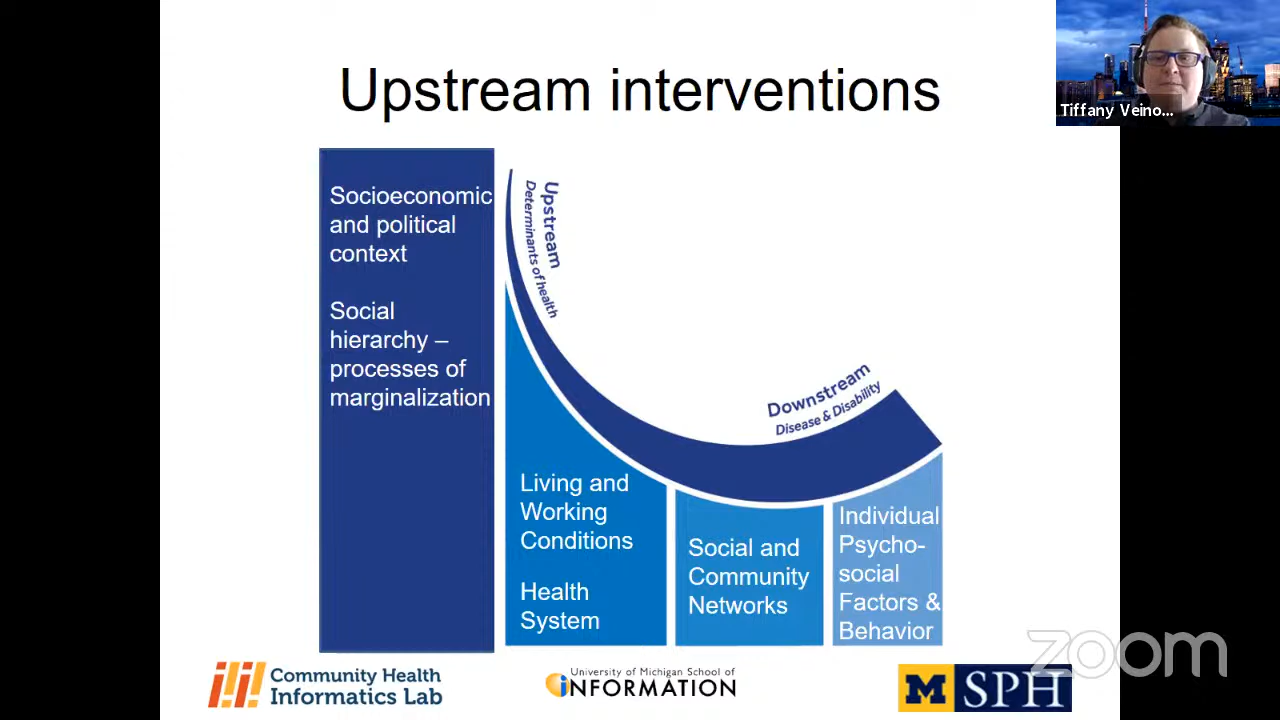 Upstream interventions
Tiffany Veino...
Socioeconomic
and political
context
Social
hierarchy –
processes of
marginalization
Upstream
Determinants of health
Downstream
Disease & Disability
Living and
Working
Conditions
Health
System
Social and
Community
Networks
Individual
Psycho-
social
Factors &
Behavior
zoom
Community Health
Informatics Lab
University of Michigan School of
iNFORMATION
M SPH